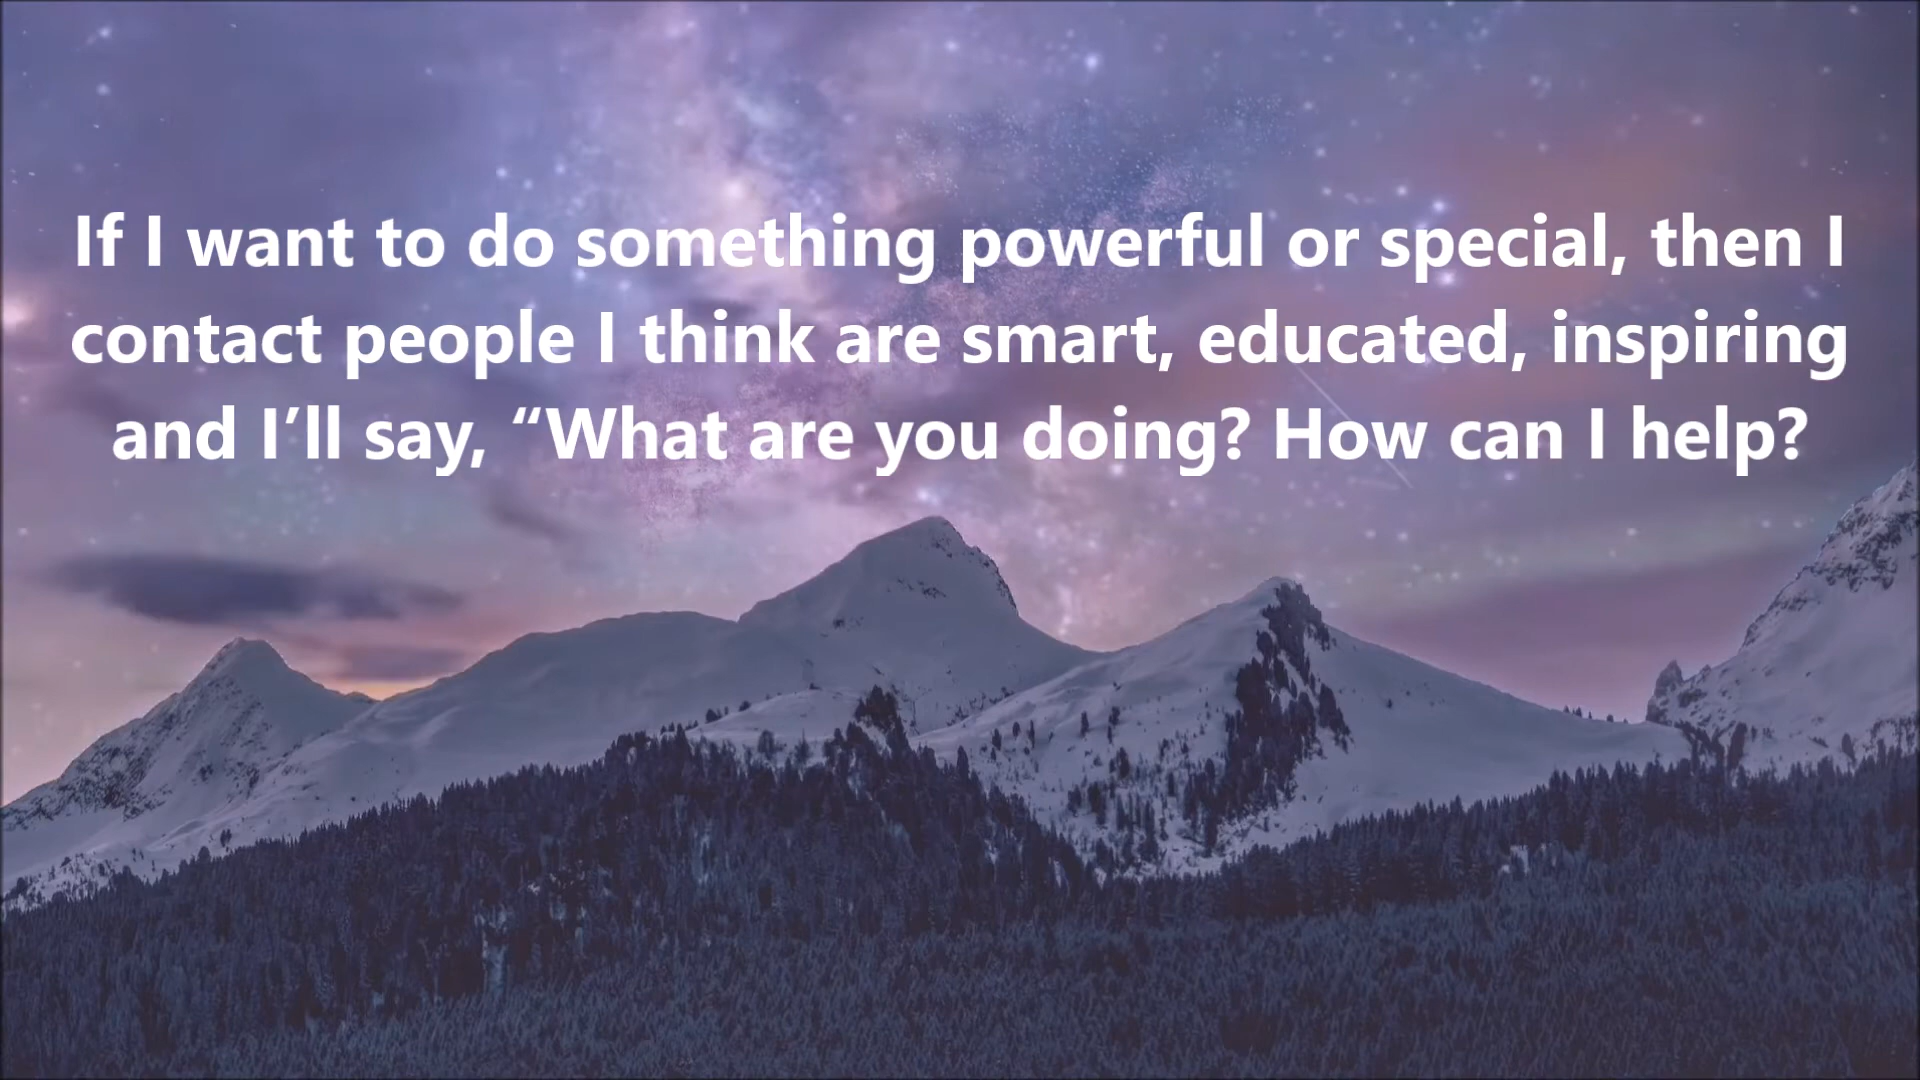 If I want to do something powerful or special, then I
contact people I think are smart, educated, inspiring
and I’ll say, “What are you doing? How can I help?